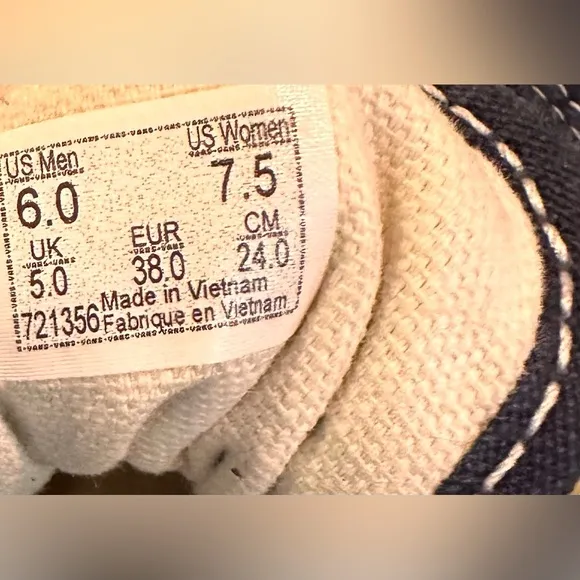 US Men US Women
6.0 7.5
UK EUR CM
5.0 38.0 24.0
Made in Vietnam
721356 Fabrique en Vietnam